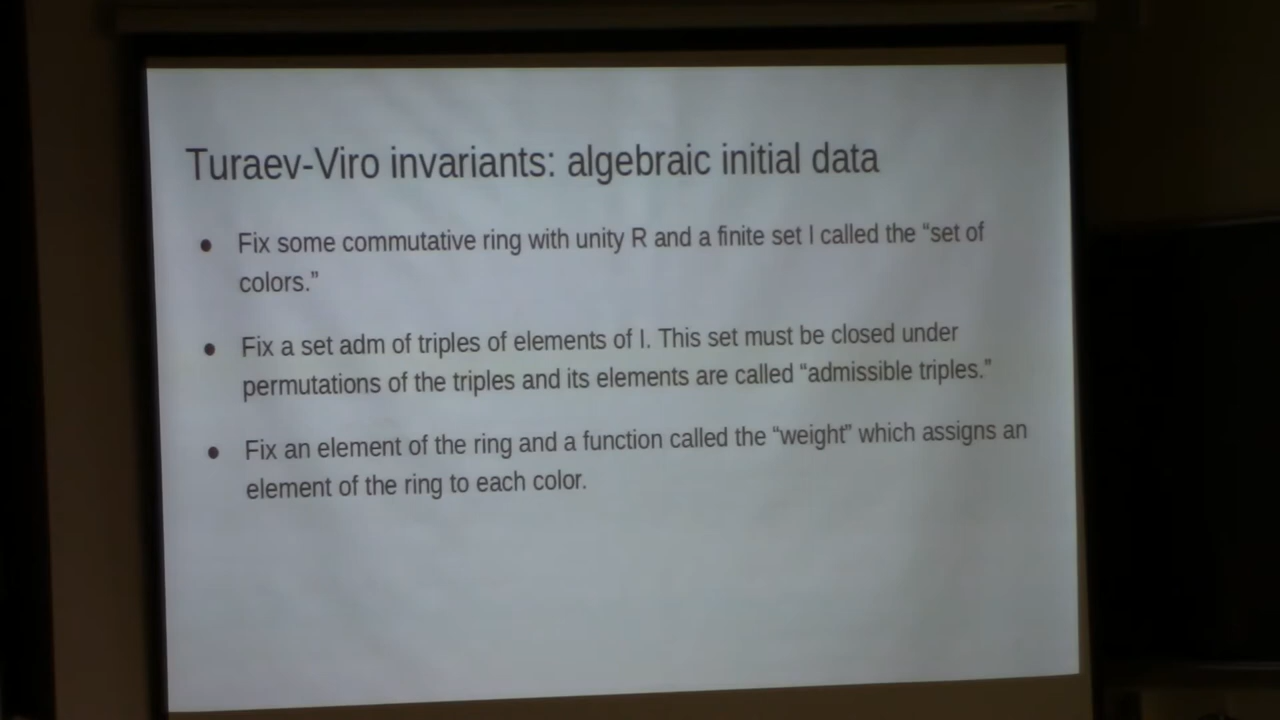 Turaev-Viro invariants: algebraic initial data
● Fix some commutative ring with unity R and a finite set I called the “set of
colors.”
● Fix a set adm of triples of elements of I. This set must be closed under
permutations of the triples and its elements are called “admissible triples.”
● Fix an element of the ring and a function called the “weight” which assigns an
element of the ring to each color.